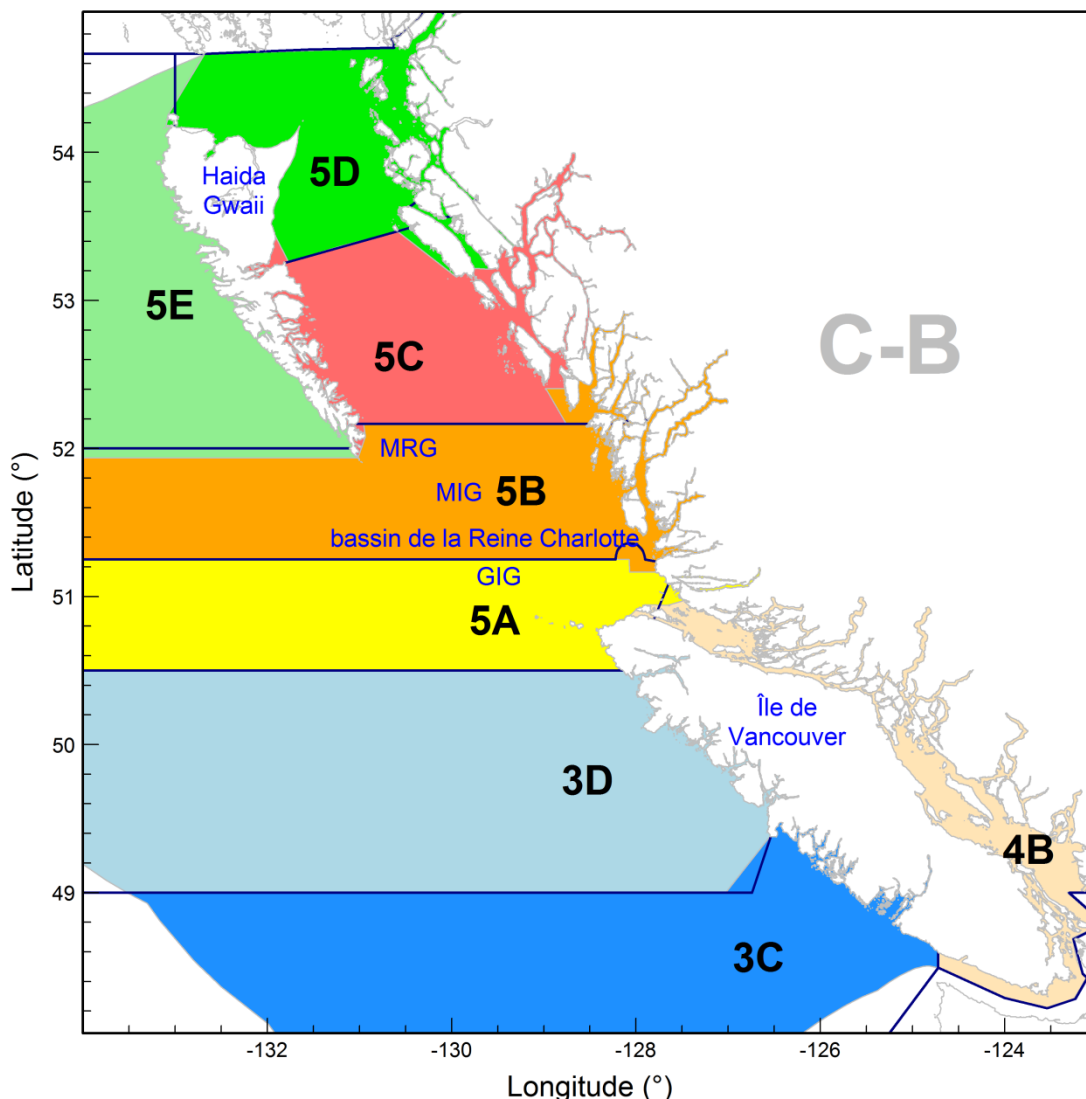 54
53
52
51
50
49
Latitude (°)
5D
Haida
Gwaii
5E
5C
C-B
MRG
MIG
5B
bassin de la Reine Charlotte
GIG
5A
Île de
Vancouver
3D
4B
3C
-132
-130
-128
-126
-124
Longitude (°)